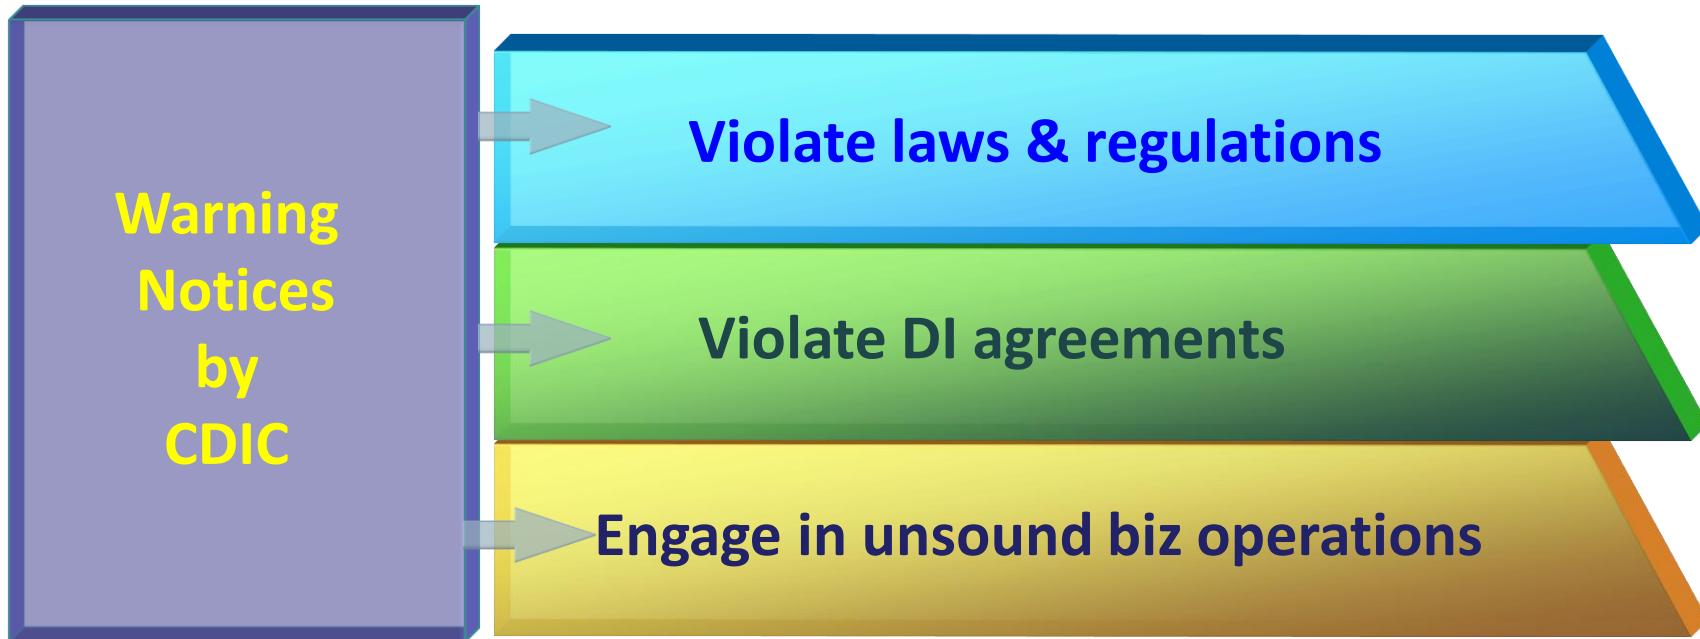 Warning
Notices
by
CDIC
Violate laws & regulations
Violate DI agreements
Engage in unsound biz operations